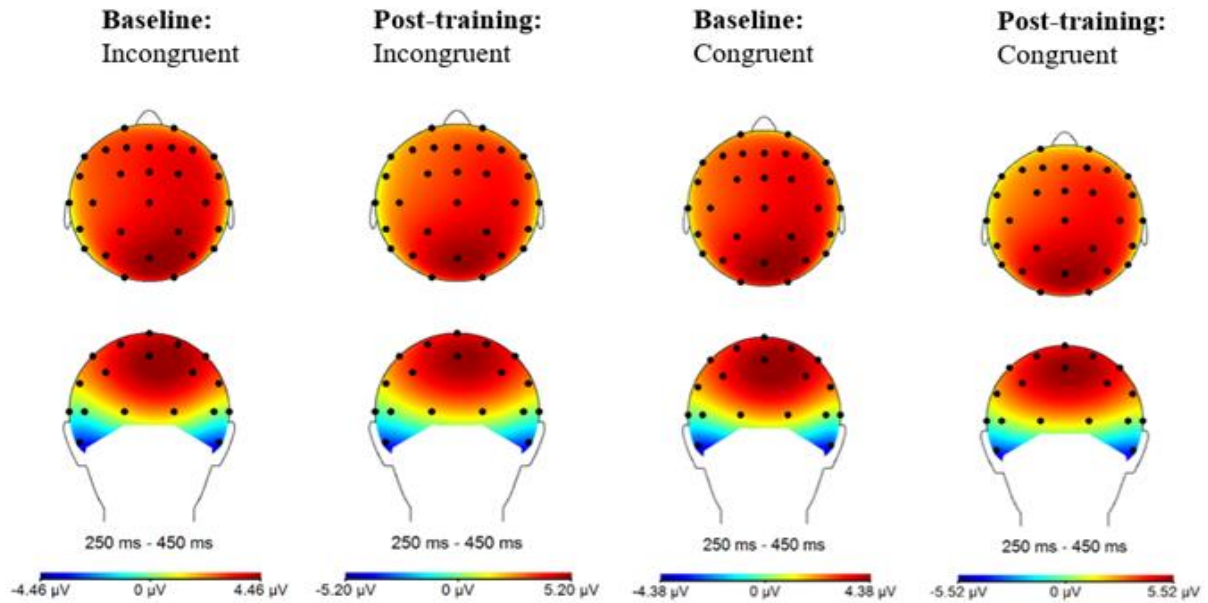 Baseline:
Incongruent
Post-training:
Incongruent
Baseline:
Congruent
Post-training:
Congruent
250 ms - 450 ms
-4.46 µV 0 µV 4.46 µV
250 ms - 450 ms
-5.20 µV 0 µV 5.20 µV
250 ms - 450 ms
-4.38 µV 0 µV 4.38 µV
250 ms - 450 ms
-5.52 µV 0 µV 5.52 µV